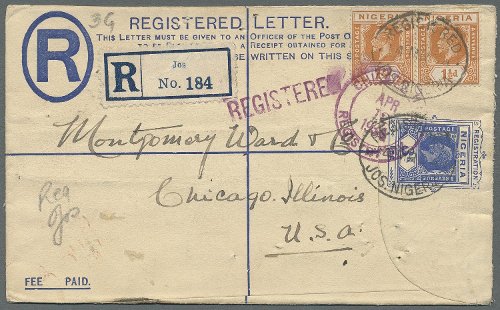 3G
REGISTERED LETTER.
THIS LETTER MUST BE GIVEN TO AN OFFICER OF THE POST
A RECEIPT OBTAINED FOR
BE WRITTEN ON THIS
R
R
Jos
No. 184
REGISTERED
NIGERIA
NIGERIA
1½d
APR
REGISTRATION
POSTAGE
NIGERIA
JOS. NIGERIA
Montgomery Ward & Co
Chicago. Illinois
U.S.A.
Reg
Jos
FEE PAID.